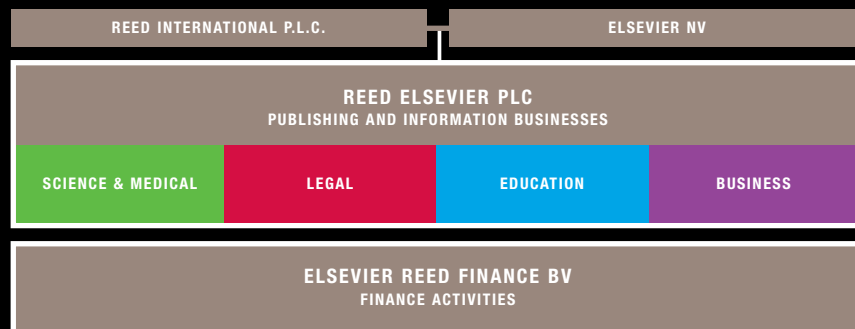 REED INTERNATIONAL P.L.C.
ELSEVIER NV
REED ELSEVIER PLC
PUBLISHING AND INFORMATION BUSINESSES
SCIENCE & MEDICAL
LEGAL
EDUCATION
BUSINESS
ELSEVIER REED FINANCE BV
FINANCE ACTIVITIES